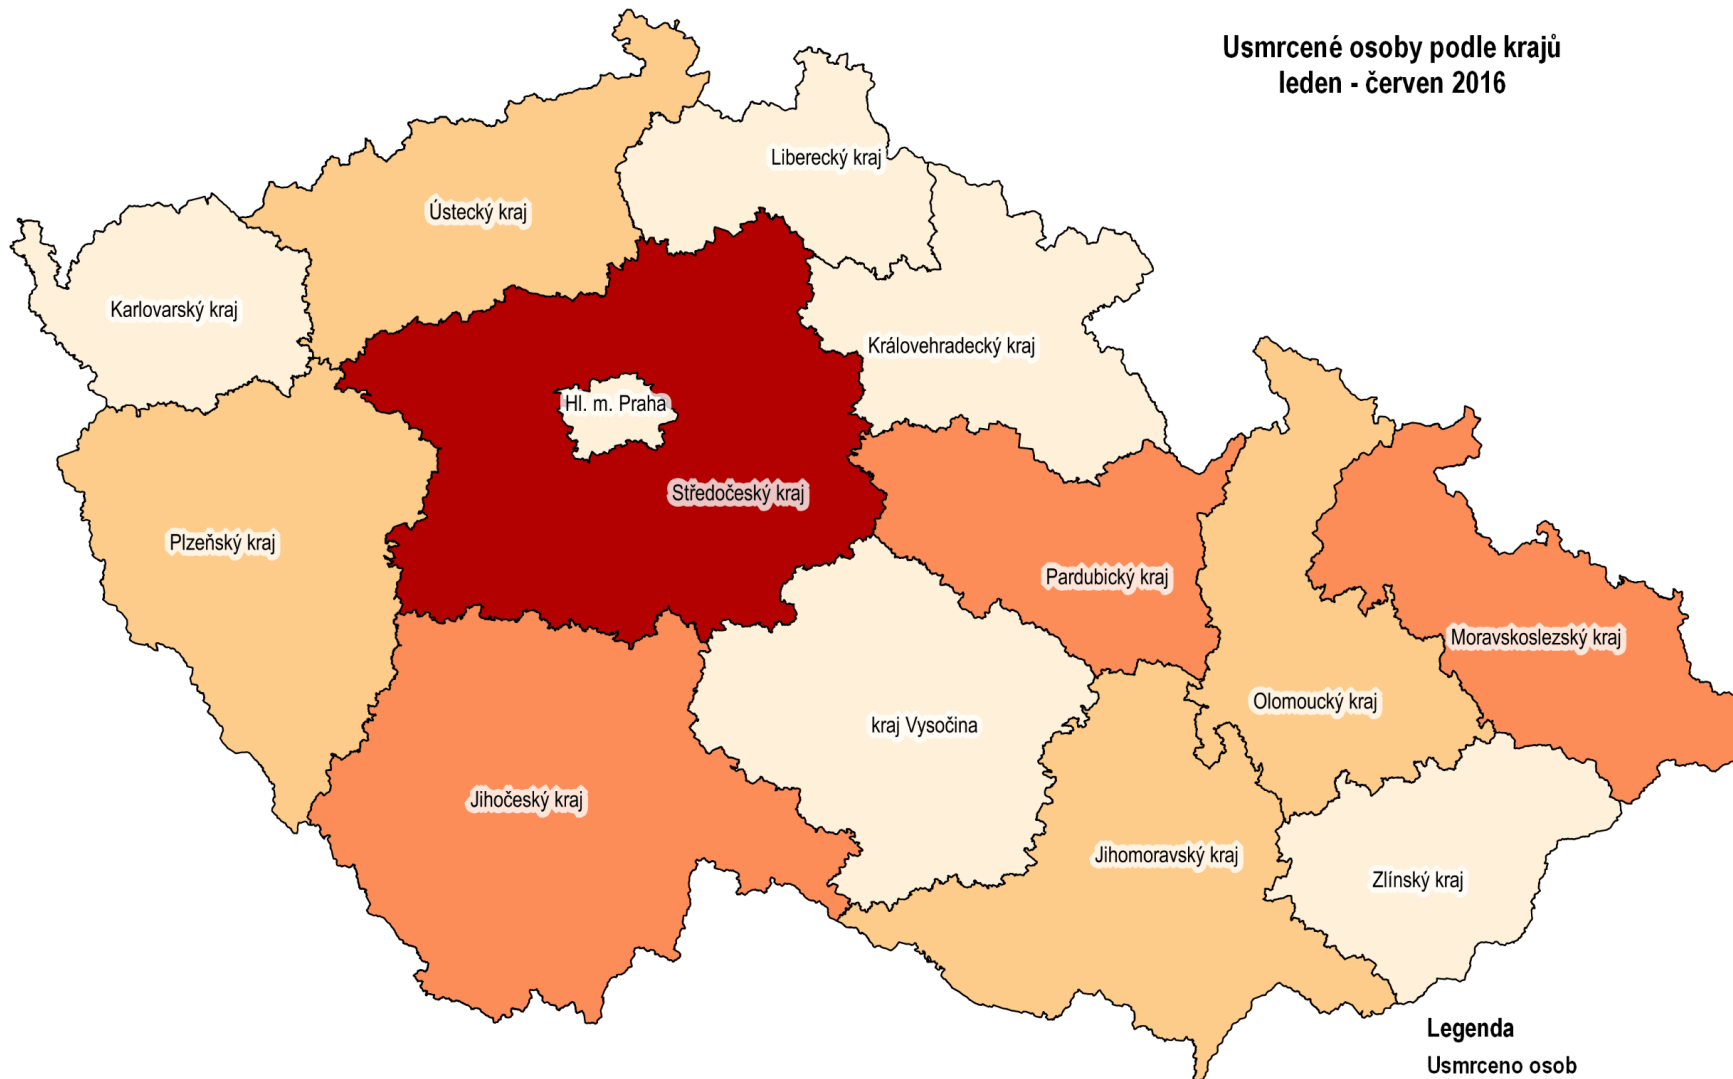 Usmrcené osoby podle krajů
leden - červen 2016
Liberecký kraj
Ústecký kraj
Karlovarský kraj
Královehradecký kraj
Hl. m. Praha
Středočeský kraj
Plzeňský kraj
Pardubický kraj
Moravskoslezský kraj
Olomoucký kraj
kraj Vysočina
Jihočeský kraj
Jihomoravský kraj
Zlínský kraj
Legenda
Usmrceno osob